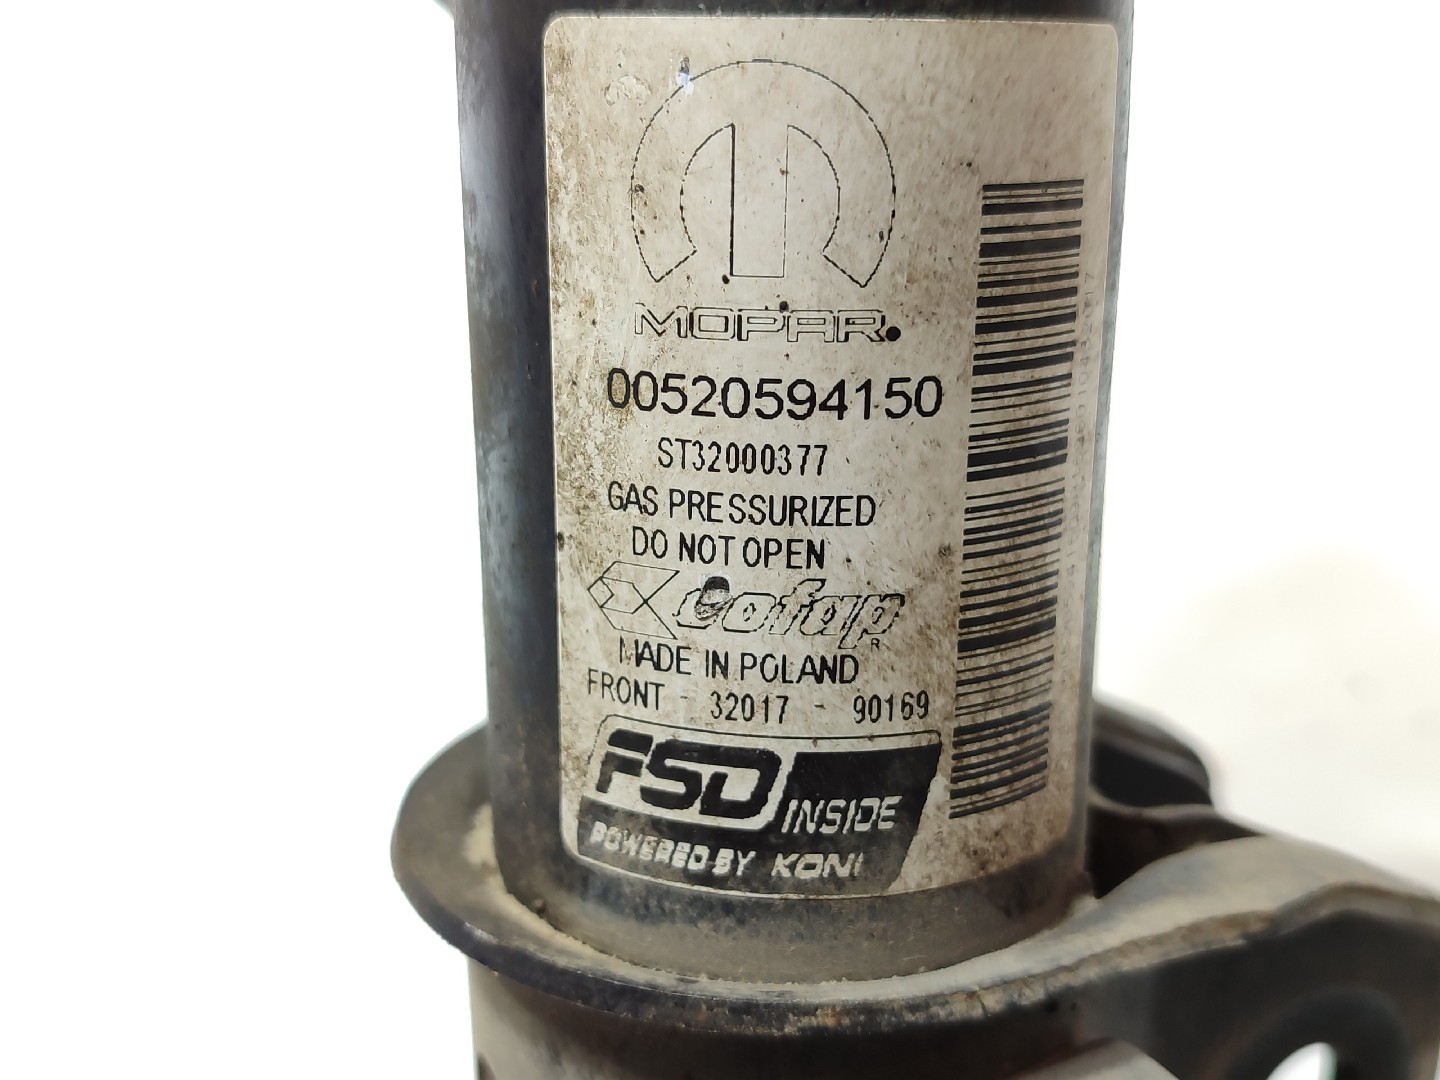 MOPAR.
00520594150
ST32000377
GAS PRESSURIZED
DO NOT OPEN
cofap
R
MADE IN POLAND
FRONT - 32017 - 90169
FSD INSIDE
POWERED BY KONI